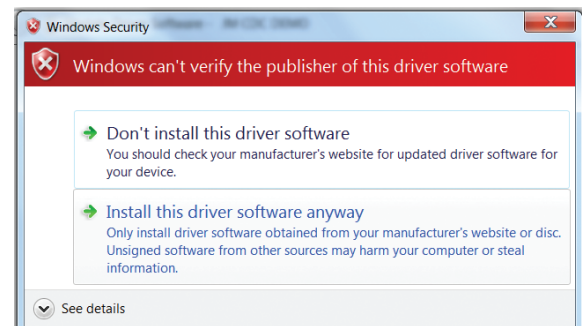 Windows Security
Windows can't verify the publisher of this driver software
Don't install this driver software
You should check your manufacturer's website for updated driver software for
your device.
Install this driver software anyway
Only install driver software obtained from your manufacturer's website or disc.
Unsigned software from other sources may harm your computer or steal
information.
See details